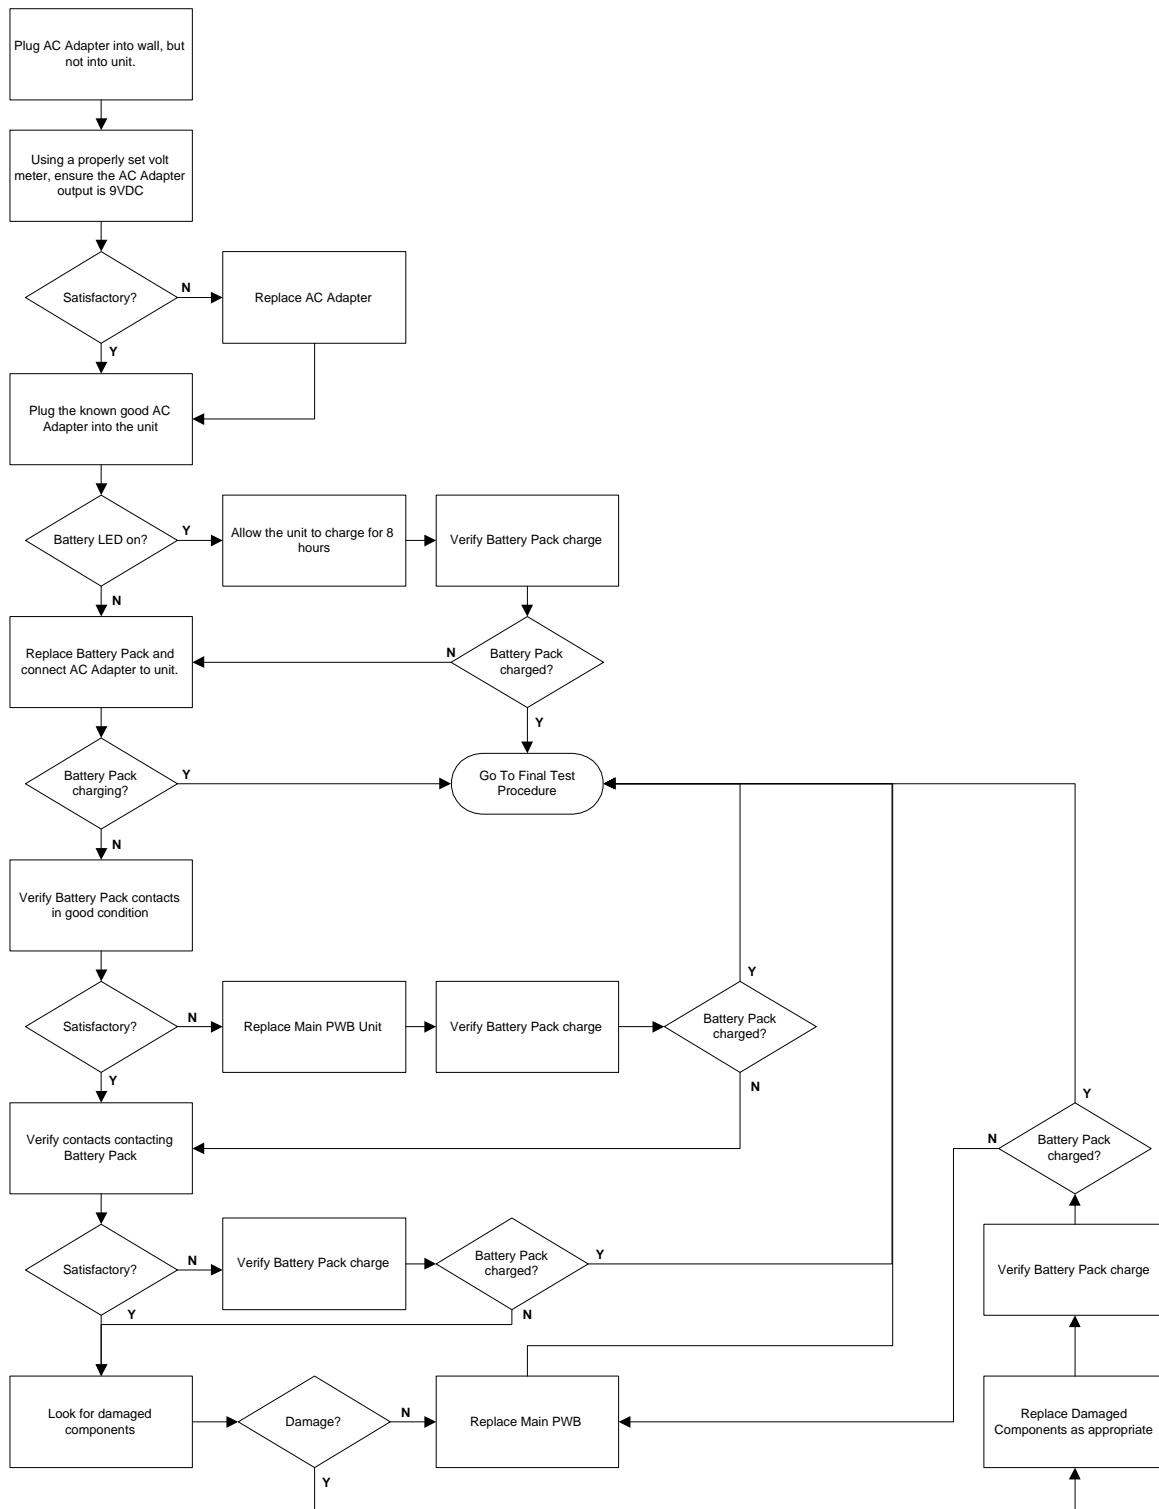 Plug AC Adapter into wall, but
not into unit.
Using a properly set volt
meter, ensure the AC Adapter
output is 9VDC
Satisfactory?
N
Replace AC Adapter
Y
Plug the known good AC
Adapter into the unit
Battery LED on?
Y
Allow the unit to charge for 8
hours
Verify Battery Pack charge
N
Replace Battery Pack and
connect AC Adapter to unit.
N
Battery Pack
charged?
Y
Battery Pack
charging?
Y
Go To Final Test
Procedure
N
Verify Battery Pack contacts
in good condition
Satisfactory?
N
Replace Main PWB Unit
Verify Battery Pack charge
Y
Battery Pack
charged?
N
Y
Verify contacts contacting
Battery Pack
Y
N
Battery Pack
charged?
Satisfactory?
N
Verify Battery Pack charge
Battery Pack
charged?
Y
Verify Battery Pack charge
Y
N
Look for damaged
components
Damage?
N
Replace Main PWB
Replace Damaged
Components as appropriate
Y